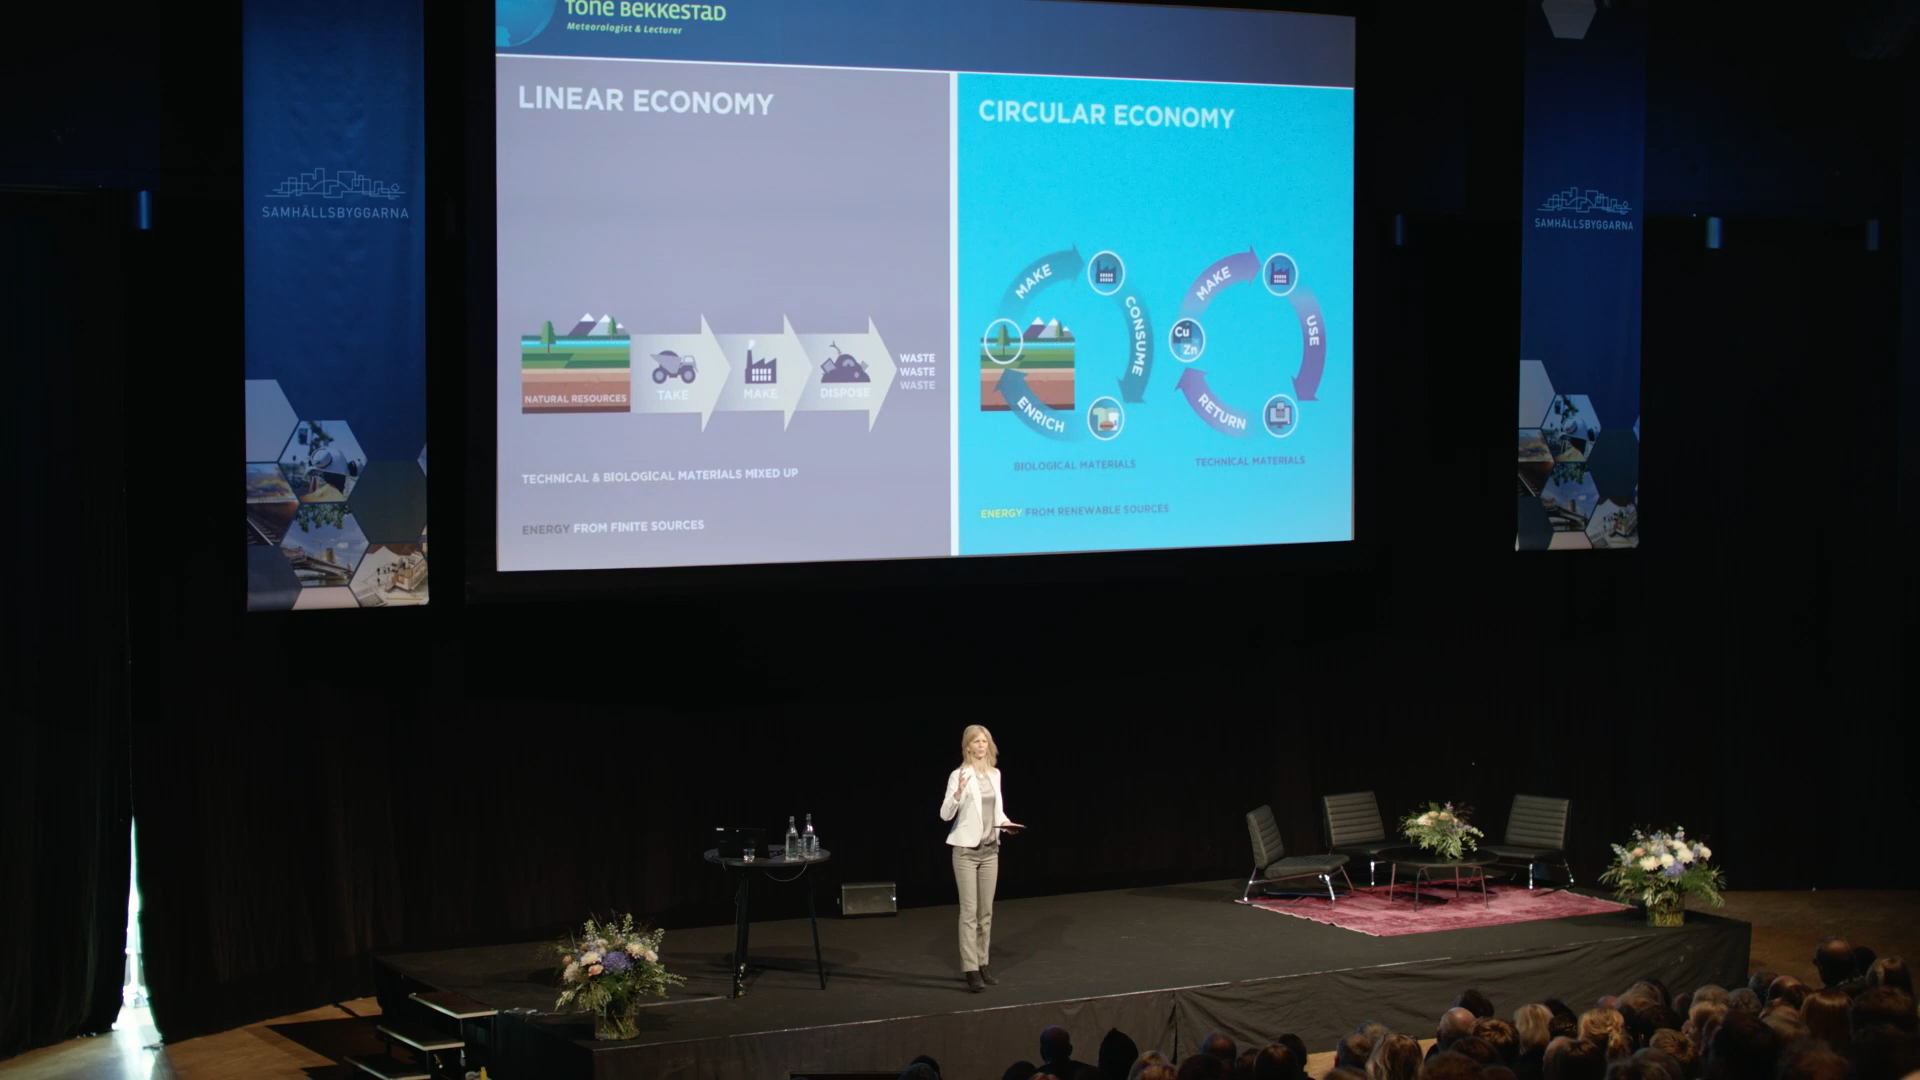 Tone Bekkestad
Meteorologist & Lecturer
LINEAR ECONOMY
NATURAL RESOURCES
TAKE
MAKE
DISPOSE
WASTE
WASTE
WASTE
TECHNICAL & BIOLOGICAL MATERIALS MIXED UP
ENERGY FROM FINITE SOURCES
CIRCULAR ECONOMY
MAKE
CONSUME
ENRICH
BIOLOGICAL MATERIALS
MAKE
USE
RETURN
Cu
Zn
TECHNICAL MATERIALS
ENERGY FROM RENEWABLE SOURCES
SAMHÄLLSBYGGARNA
SAMHÄLLSBYGGARNA